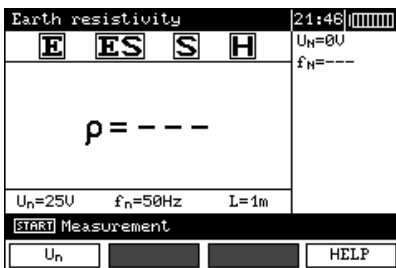 Earth resistivity 21:46
E ES S H
UN=0V
fN=---
ρ=---
Un=25V fn=50Hz L=1m
START Measurement
Un HELP